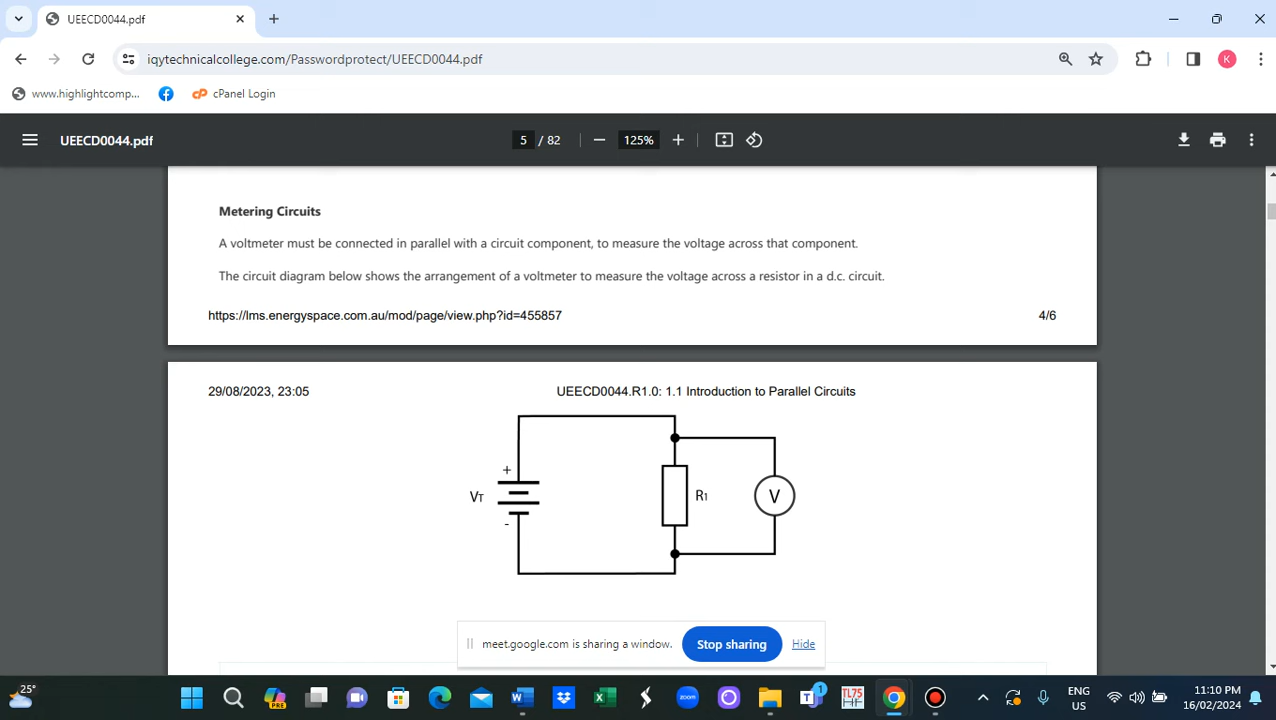 UEECD0044.pdf
iqytechnicalcollege.com/Passwordprotect/UEECD0044.pdf
K
www.highlightcomp...
cPanel Login
UEECD0044.pdf
5 / 82
125%
Metering Circuits
A voltmeter must be connected in parallel with a circuit component, to measure the voltage across that component.
The circuit diagram below shows the arrangement of a voltmeter to measure the voltage across a resistor in a d.c. circuit.
https://lms.energyspace.com.au/mod/page/view.php?id=455857
4/6
29/08/2023, 23:05
UEECD0044.R1.0: 1.1 Introduction to Parallel Circuits
+
VT
-
R1
V
meet.google.com is sharing a window.
Stop sharing
Hide
25°
PRE
zoom
1
TL75
ENG
US
11:10 PM
16/02/2024